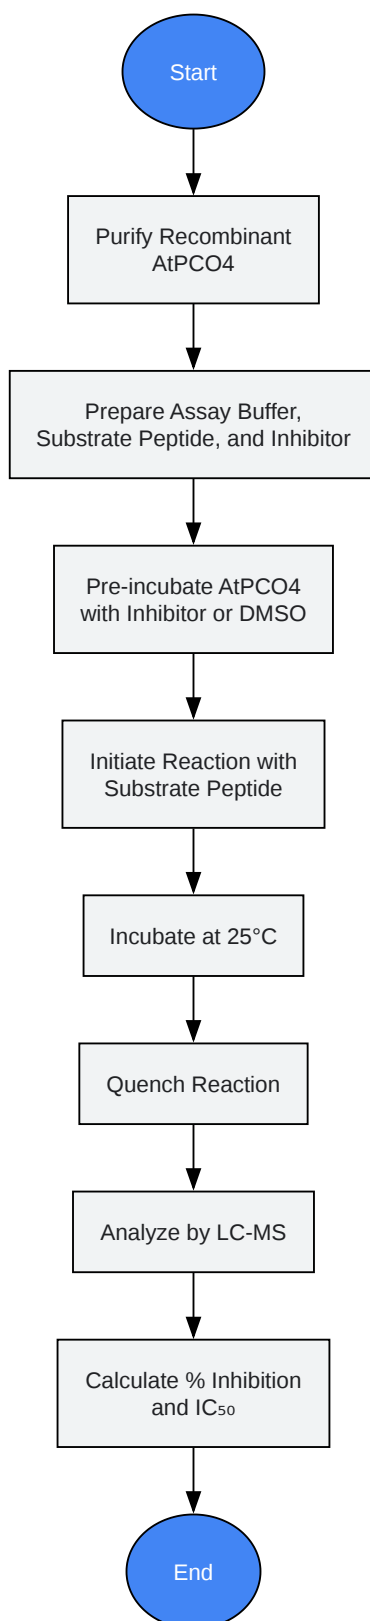 Start
Purify Recombinant
AtPCO4
Prepare Assay Buffer,
Substrate Peptide, and Inhibitor
Pre-incubate AtPCO4
with Inhibitor or DMSO
Initiate Reaction with
Substrate Peptide
Incubate at 25°C
Quench Reaction
Analyze by LC-MS
Calculate % Inhibition
and IC₅₀
End